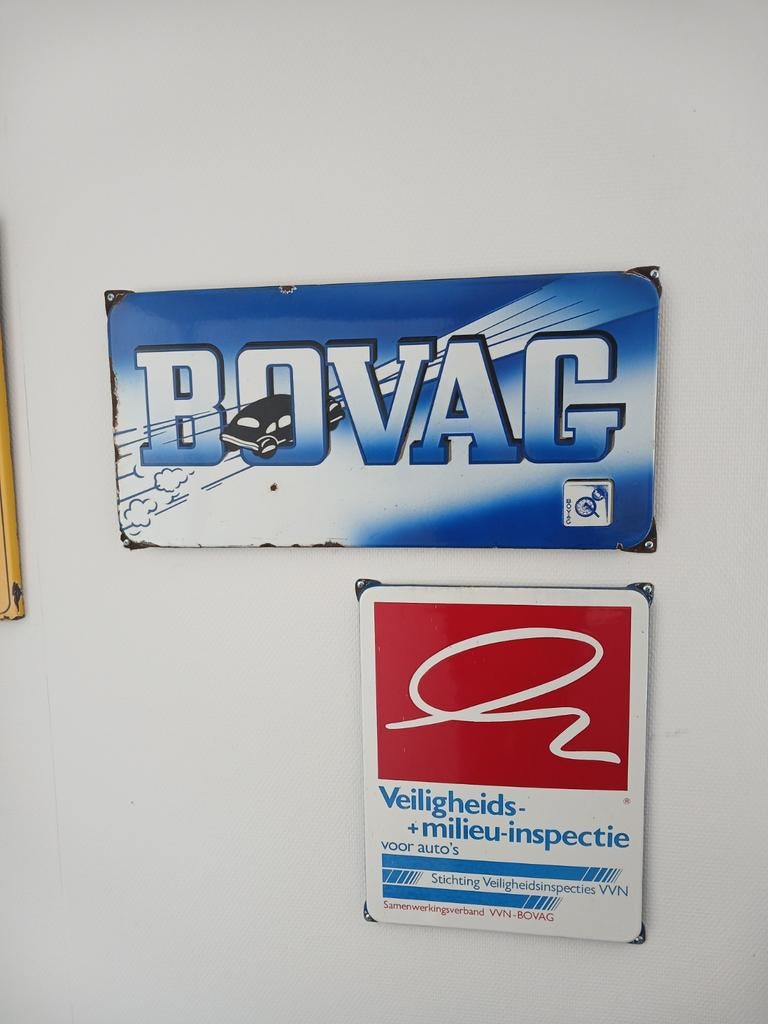 BOVAG
BOVAG
Veiligheids-
+milieu-inspectie
voor auto's
Stichting Veiligheidsinspecties VVN
Samenwerkingsverband VVN-BOVAG
®